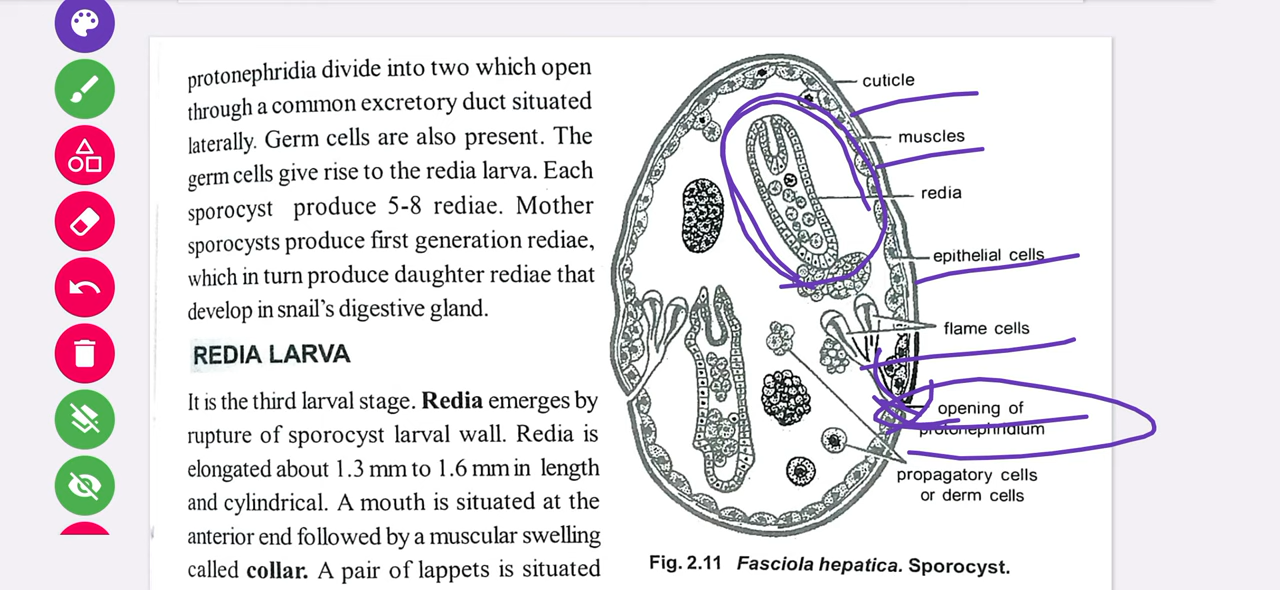 protonephridia divide into two which open
through a common excretory duct situated
laterally. Germ cells are also present. The
germ cells give rise to the redia larva. Each
sporocyst produce 5-8 rediae. Mother
sporocysts produce first generation rediae,
which in turn produce daughter rediae that
develop in snail's digestive gland.
REDIA LARVA
It is the third larval stage. Redia emerges by
rupture of sporocyst larval wall. Redia is
elongated about 1.3 mm to 1.6 mm in length
and cylindrical. A mouth is situated at the
anterior end followed by a muscular swelling
called collar. A pair of lappets is situated
cuticle
muscles
redia
epithelial cells
flame cells
opening of
protonephridium
propagatory cells
or derm cells
Fig. 2.11 Fasciola hepatica. Sporocyst.